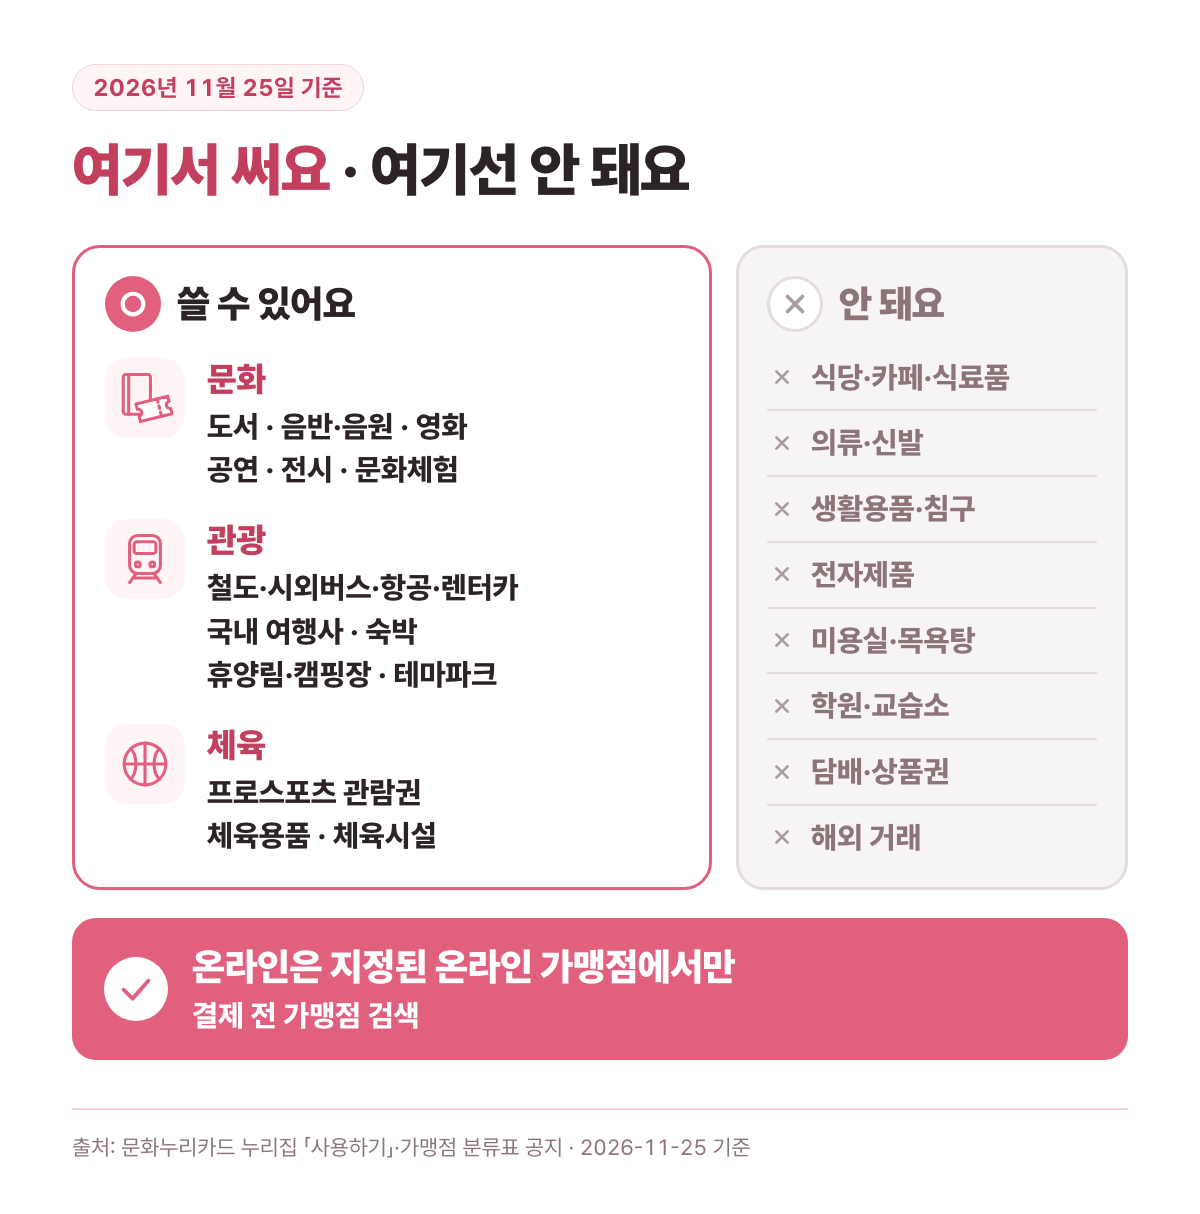 2026년 11월 25일 기준
여기서 써요 · 여기선 안 돼요
쓸 수 있어요
문화
도서 · 음반·음원 · 영화
공연 · 전시 · 문화체험
관광
철도·시외버스·항공·렌터카
국내 여행사 · 숙박
휴양림·캠핑장 · 테마파크
체육
프로스포츠 관람권
체육용품 · 체육시설
안 돼요
식당·카페·식료품
의류·신발
생활용품·침구
전자제품
미용실·목욕탕
학원·교습소
담배·상품권
해외 거래
온라인은 지정된 온라인 가맹점에서만
결제 전 가맹점 검색
출처: 문화누리카드 누리집 「사용하기」·가맹점 분류표 공지 · 2026-11-25 기준